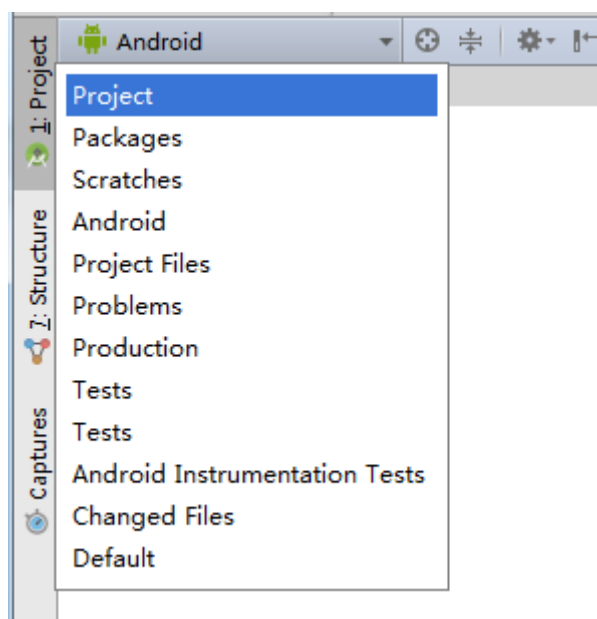 Android
Project
Packages
Scratches
Android
Project Files
Problems
Production
Tests
Tests
Android Instrumentation Tests
Changed Files
Default
1: Project
7: Structure
Captures